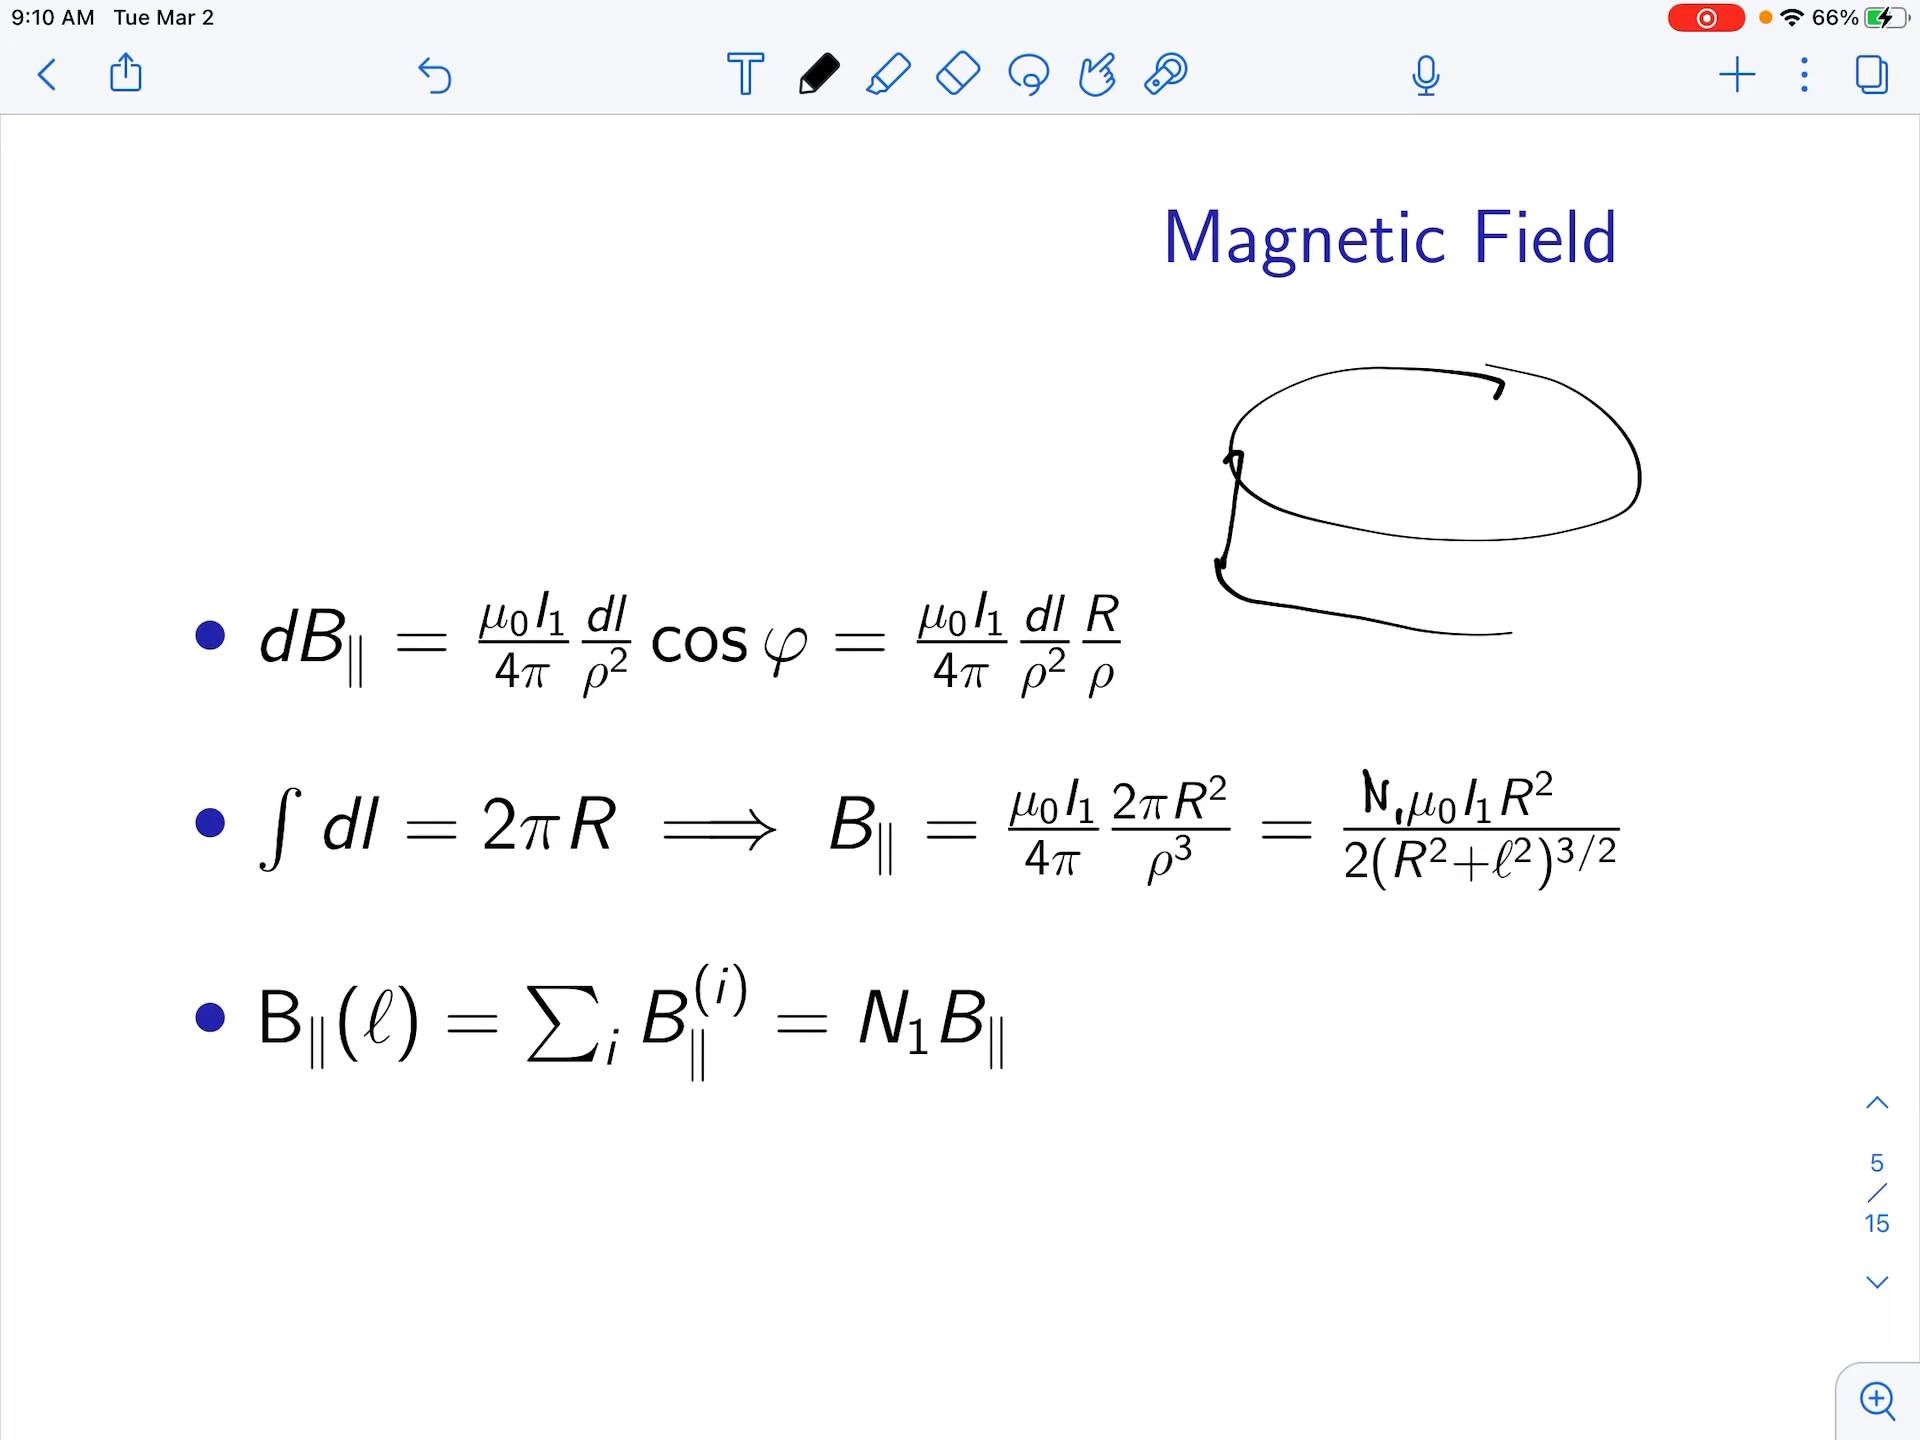 9:10 AM Tue Mar 2 66%
T
Magnetic Field
• dB∥ = μ₀I₁/4π dl/ρ² cos φ = μ₀I₁/4π dl/ρ² R/ρ
• ∫ dl = 2πR ⟹ B∥ = μ₀I₁/4π 2πR²/ρ³ = N₁μ₀I₁R²/2(R²+ℓ²)^3/2
• B∥(ℓ) = ∑ᵢ B∥^(i) = N₁B∥
5
/
15